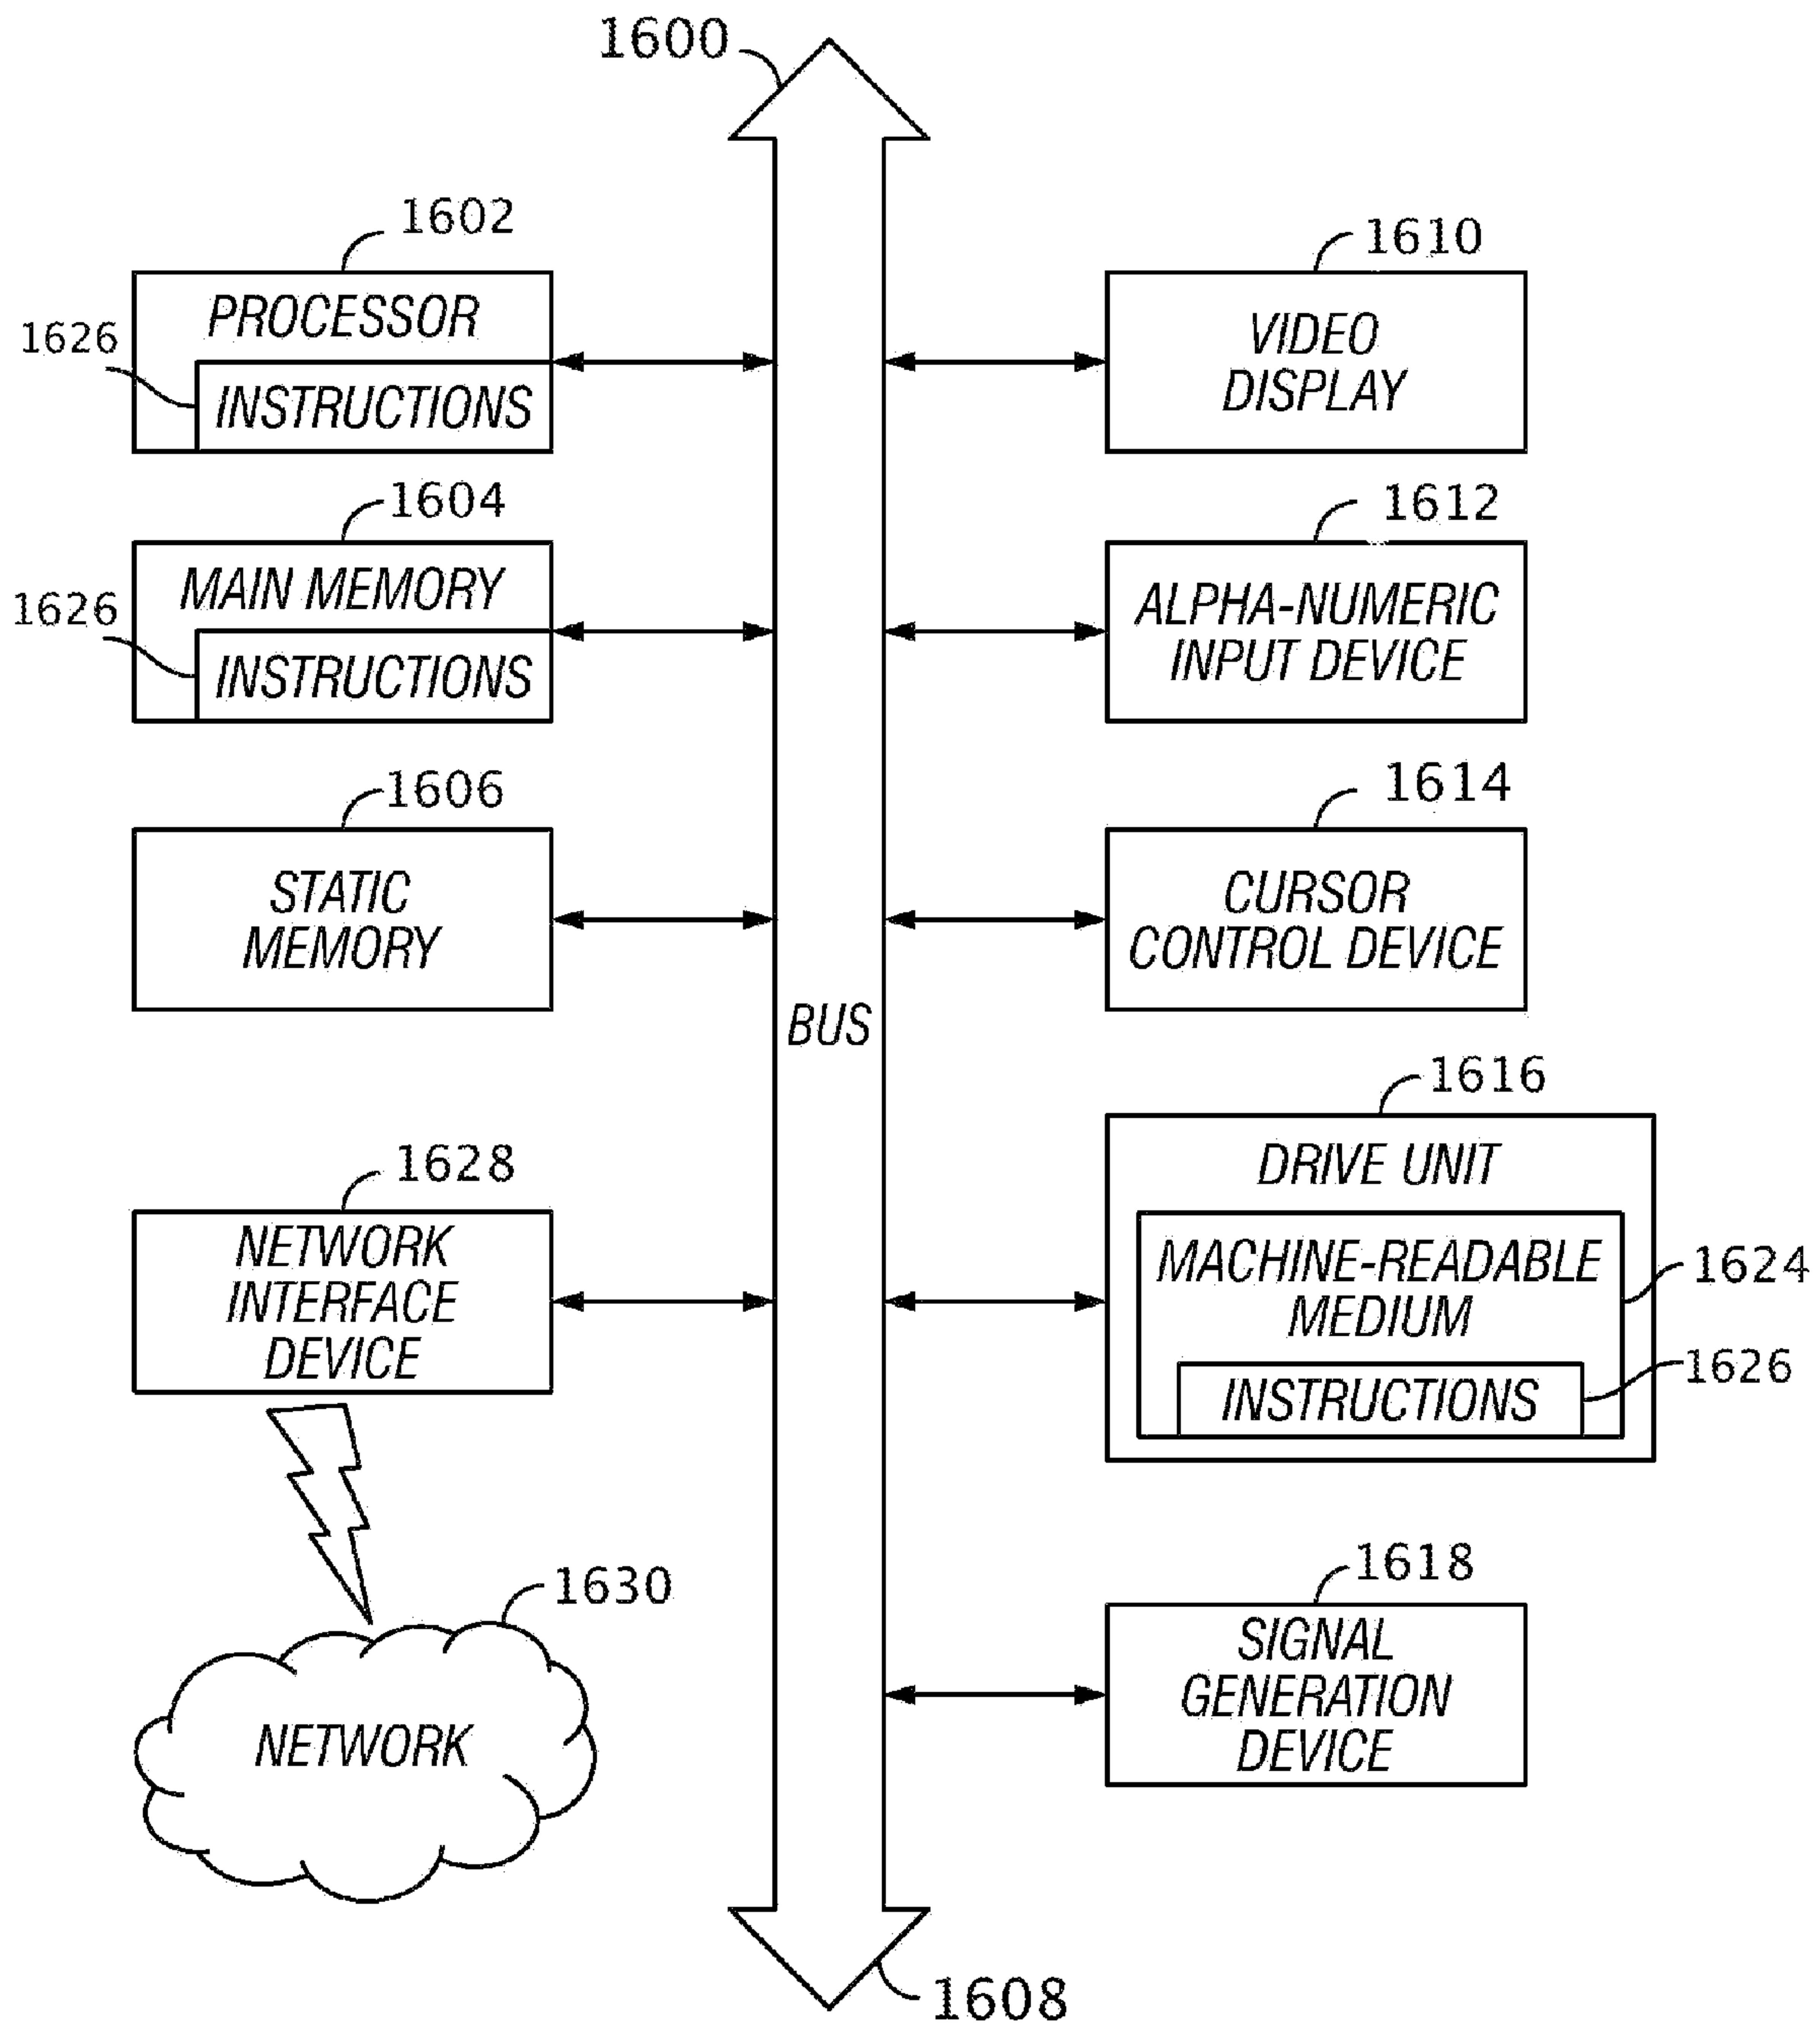 1600
1602
PROCESSOR
1626
INSTRUCTIONS
1604
MAIN MEMORY
1626
INSTRUCTIONS
1606
STATIC
MEMORY
1628
NETWORK
INTERFACE
DEVICE
1630
NETWORK
BUS
1608
1610
VIDEO
DISPLAY
1612
ALPHA-NUMERIC
INPUT DEVICE
1614
CURSOR
CONTROL DEVICE
1616
DRIVE UNIT
MACHINE-READABLE
MEDIUM
1624
INSTRUCTIONS
1626
1618
SIGNAL
GENERATION
DEVICE